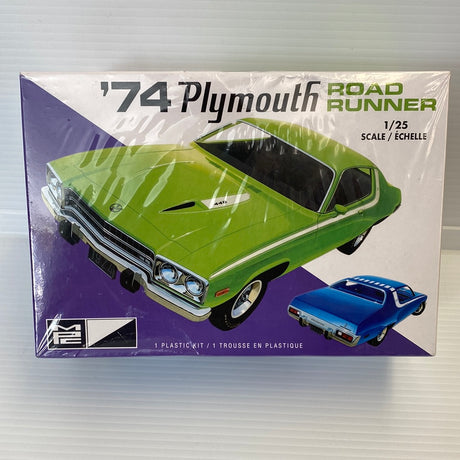 '74 Plymouth ROAD RUNNER
1/25
SCALE / ÉCHELLE
MPC
1 PLASTIC KIT / 1 TROUSSE EN PLASTIQUE